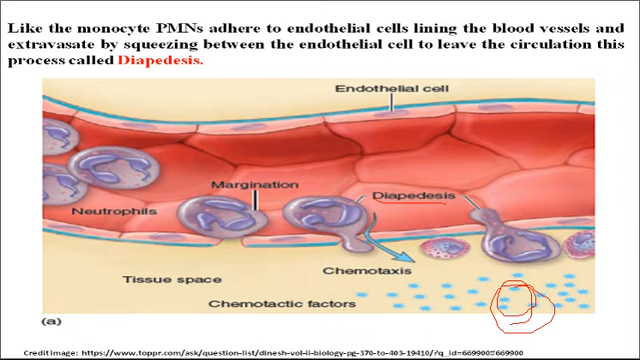 Like the monocyte PMNs adhere to endothelial cells lining the blood vessels and
extravasate by squeezing between the endothelial cell to leave the circulation this
process called Diapedesis.
Endothelial cell
Margination
Diapedesis
Neutrophils
Chemotaxis
Tissue space
Chemotactic factors
(a)
Credit image: https://www.toppr.com/ask/question-list/dinesh-vol-ii-biology-pg-370-to-403-19410/?q_id=669900#669900